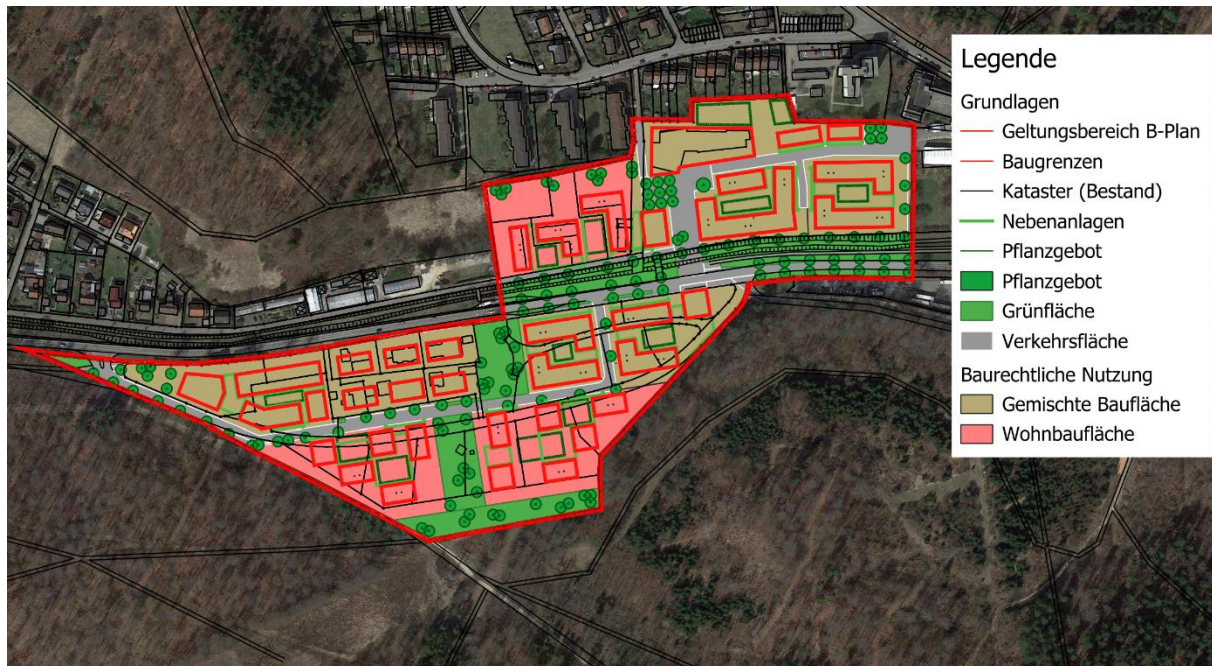 Legende
Grundlagen
Geltungsbereich B-Plan
Baugrenzen
Kataster (Bestand)
Nebenanlagen
Pflanzgebot
Pflanzgebot
Grünfläche
Verkehrsfläche
Baurechtliche Nutzung
Gemischte Baufläche
Wohnbaufläche